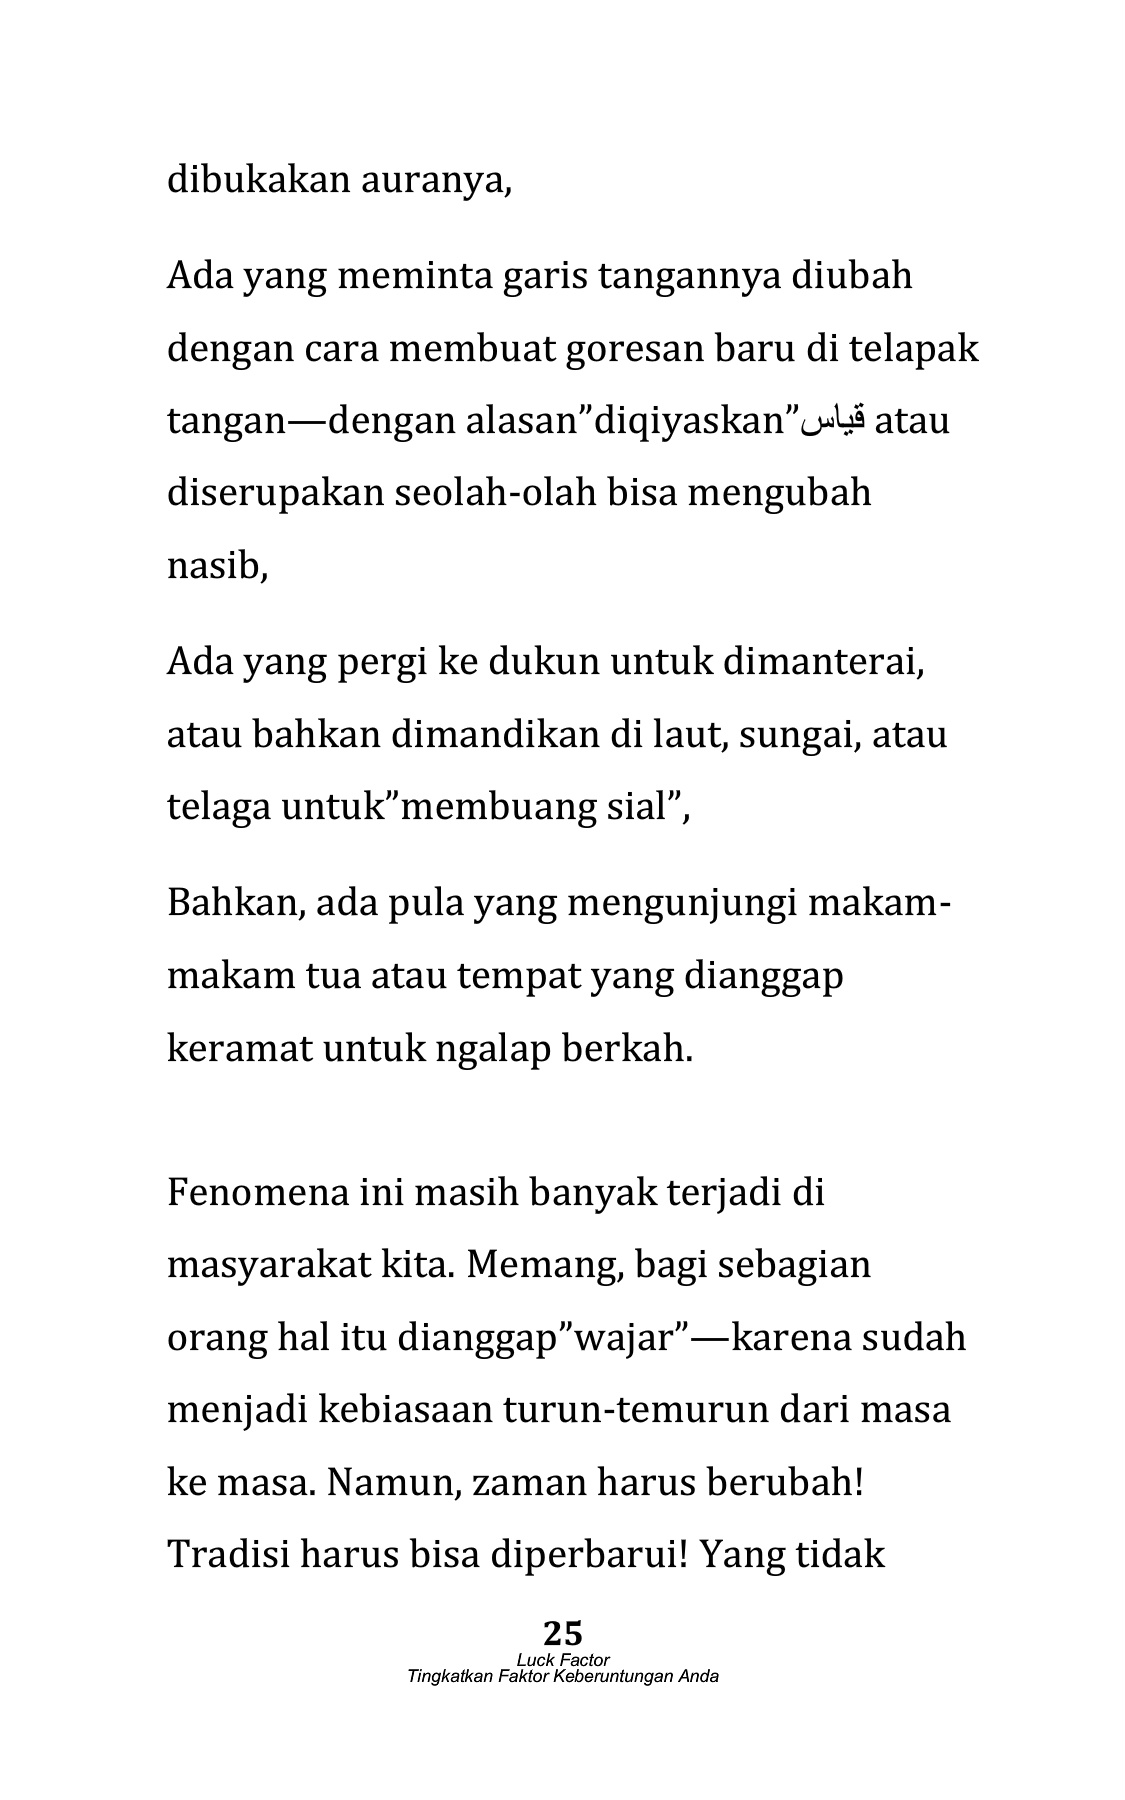 dibukakan auranya,
Ada yang meminta garis tangannya diubah
dengan cara membuat goresan baru di telapak
tangan—dengan alasan”diqiyaskan”قياس atau
diserupakan seolah-olah bisa mengubah
nasib,
Ada yang pergi ke dukun untuk dimanterai,
atau bahkan dimandikan di laut, sungai, atau
telaga untuk”membuang sial”,
Bahkan, ada pula yang mengunjungi makam-
makam tua atau tempat yang dianggap
keramat untuk ngalap berkah.
Fenomena ini masih banyak terjadi di
masyarakat kita. Memang, bagi sebagian
orang hal itu dianggap”wajar”—karena sudah
menjadi kebiasaan turun-temurun dari masa
ke masa. Namun, zaman harus berubah!
Tradisi harus bisa diperbarui! Yang tidak
25
Luck Factor
Tingkatkan Faktor Keberuntungan Anda